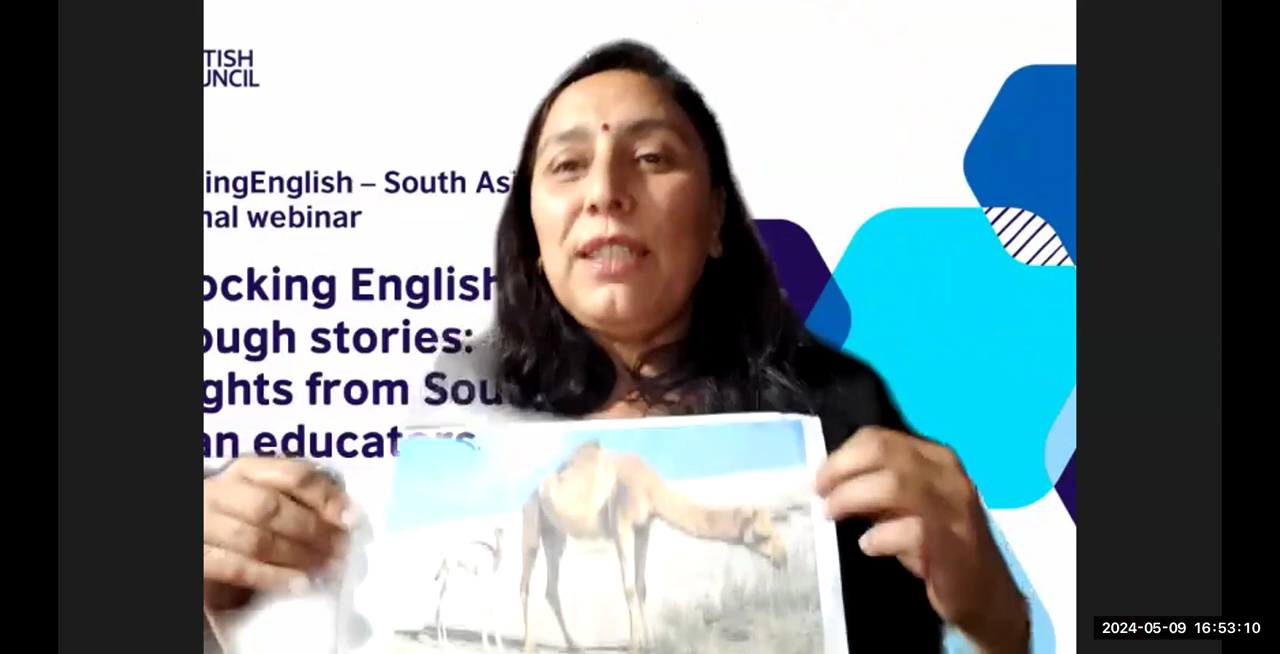 TISH
UNCIL
ingEnglish – South Asi
nal webinar
ocking English
ough stories:
ghts from Sou
an educators
2024-05-09 16:53:10